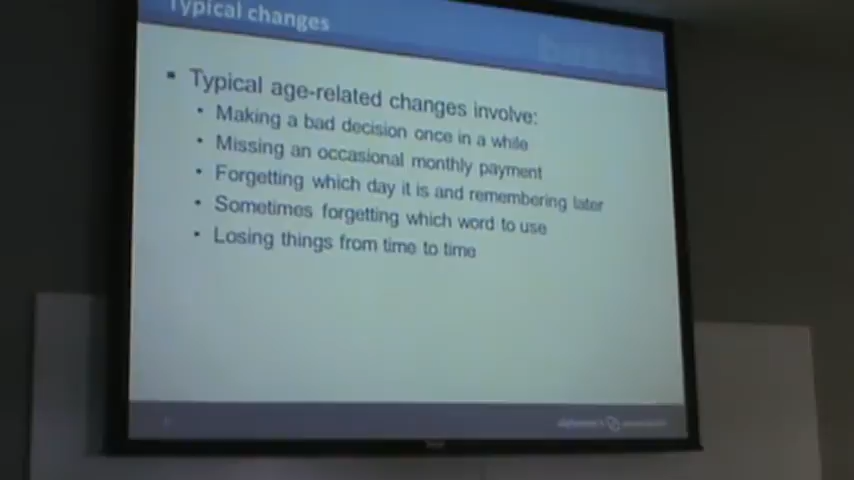 Typical changes
▪ Typical age-related changes involve:
• Making a bad decision once in a while
• Missing an occasional monthly payment
• Forgetting which day it is and remembering later
• Sometimes forgetting which word to use
• Losing things from time to time